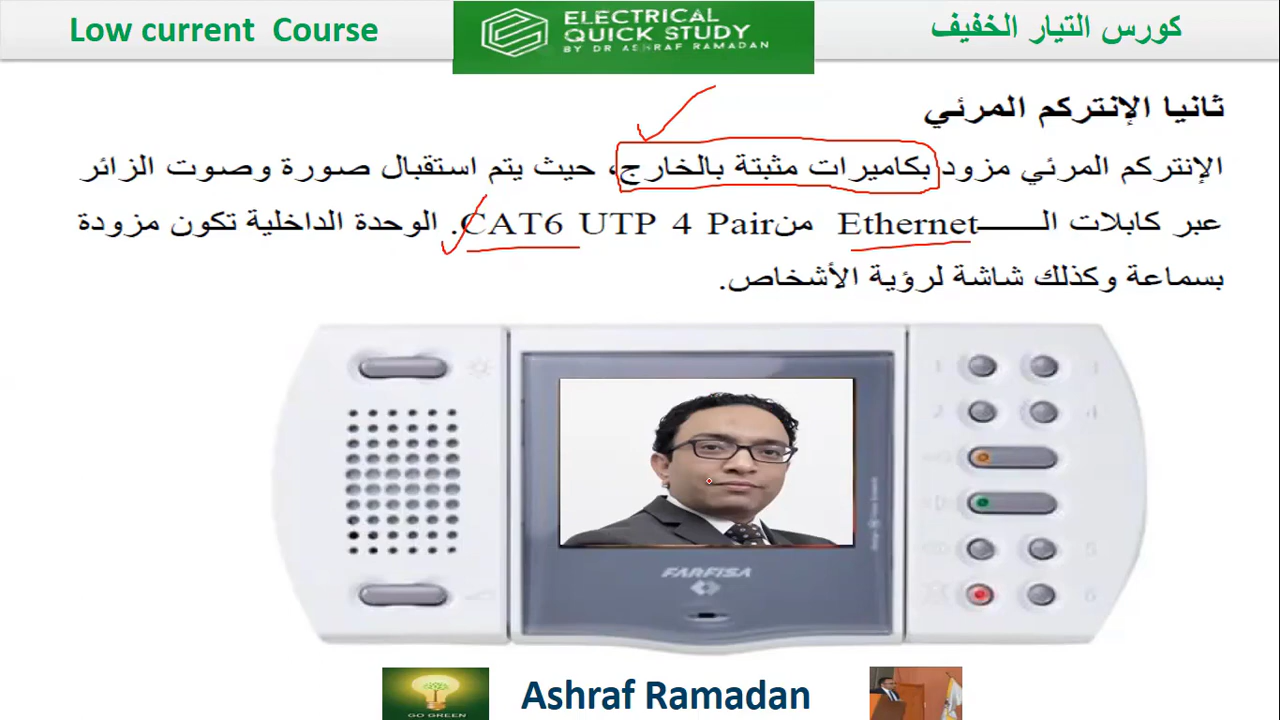 Low current Course
ELECTRICAL
QUICK STUDY
BY DR ASHRAF RAMADAN
كورس التيار الخفيف
ثانيا الإنتركم المرئي
الإنتركم المرئي مزود بكاميرات مثبتة بالخارج، حيث يتم استقبال صورة وصوت الزائر
عبر كابلات الـــــــــ Ethernet من CAT6 UTP 4 Pair. الوحدة الداخلية تكون مزودة
بسماعة وكذلك شاشة لرؤية الأشخاص.
FARFISA
GO GREEN
Ashraf Ramadan